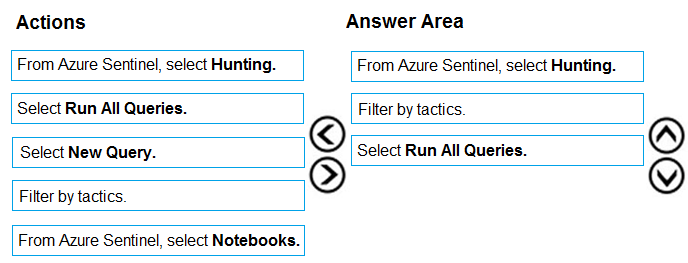 Actions
Answer Area
From Azure Sentinel, select Hunting.
Select Run All Queries.
Select New Query.
Filter by tactics.
From Azure Sentinel, select Notebooks.
From Azure Sentinel, select Hunting.
Filter by tactics.
Select Run All Queries.